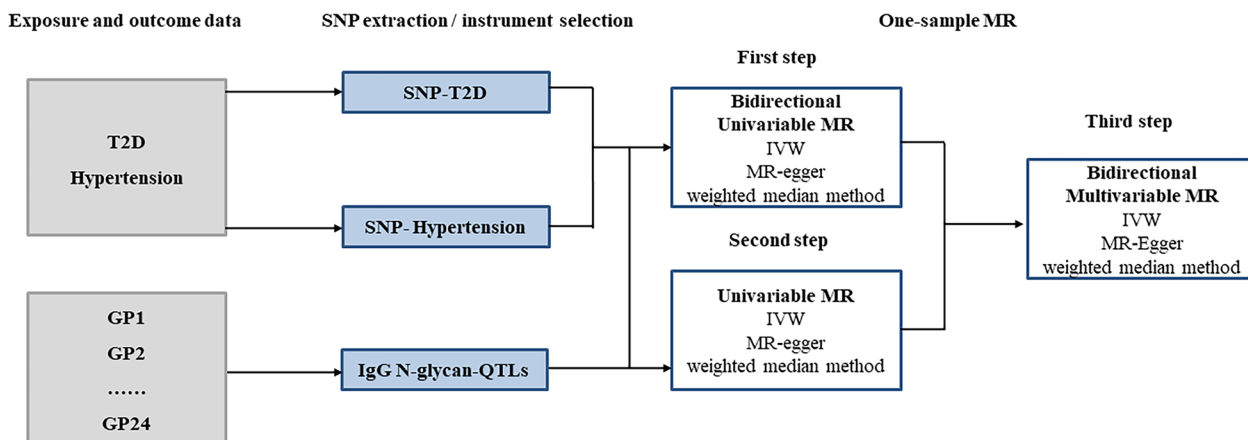 Exposure and outcome data
SNP extraction / instrument selection
One-sample MR
T2D
Hypertension
GP1
GP2
……
GP24
SNP-T2D
SNP- Hypertension
IgG N-glycan-QTLs
First step
Bidirectional
Univariable MR
IVW
MR-egger
weighted median method
Second step
Univariable MR
IVW
MR-egger
weighted median method
Third step
Bidirectional
Multivariable MR
IVW
MR-Egger
weighted median method